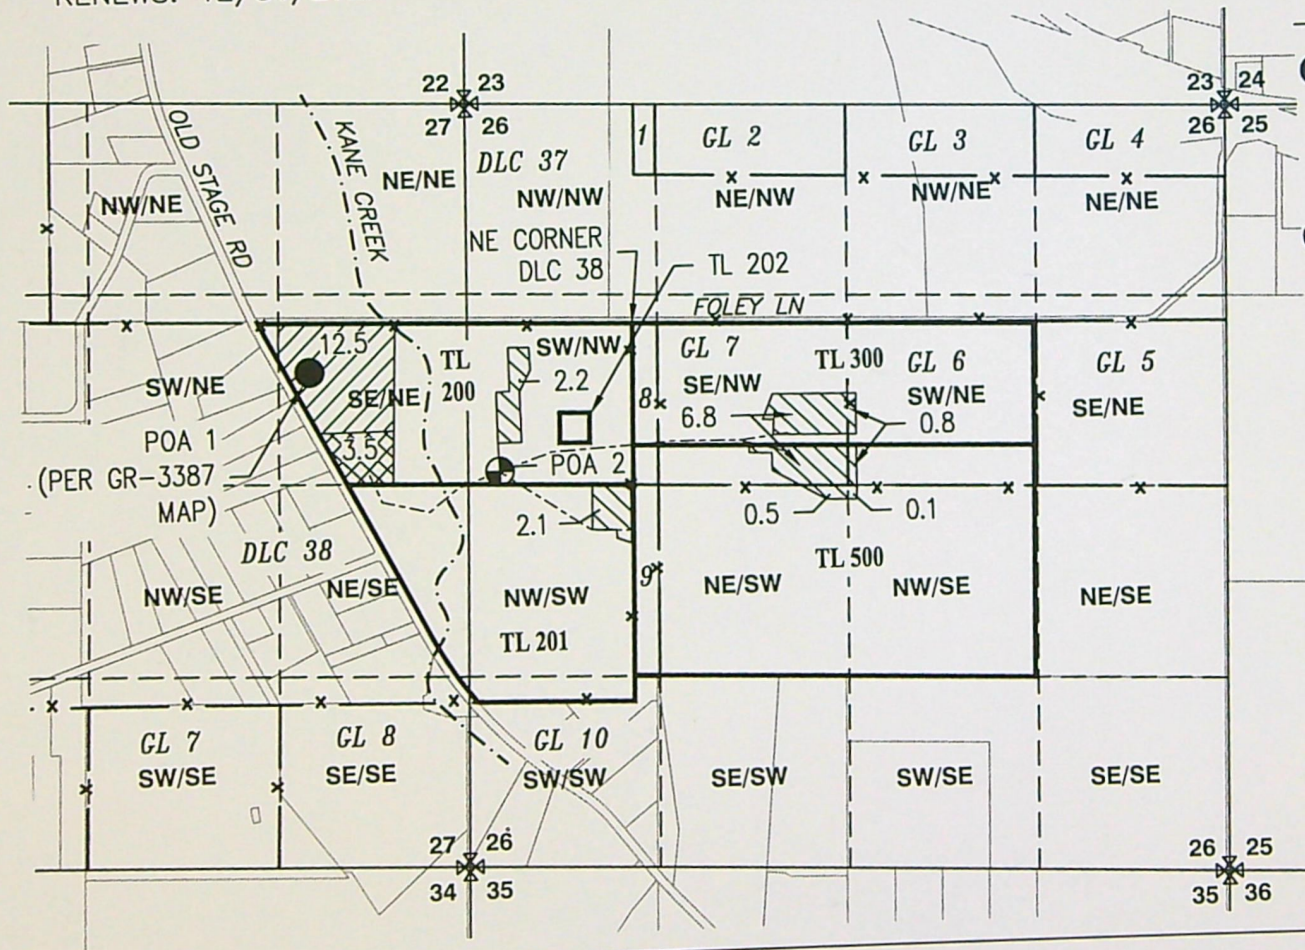 22 23
27 26
23 24
26 25
OLD STAGE RD
KANE CREEK
NE/NE
DLC 37
NW/NW
1
GL 2
NE/NW
GL 3
NW/NE
GL 4
NE/NE
NW/NE
NE CORNER
DLC 38
TL 202
FOLEY LN
12.5
SW/NE
SE/NE
TL
200
SW/NW
2.2
GL 7
SE/NW
TL 300
GL 6
SW/NE
GL 5
SE/NE
8
6.8
0.8
POA 1
(PER GR-3387
MAP)
3.5
POA 2
2.1
0.5
0.1
DLC 38
TL 500
9
NW/SE
NE/SE
NW/SW
TL 201
NE/SW
NW/SE
NE/SE
GL 7
SW/SE
GL 8
SE/SE
GL 10
SW/SW
SE/SW
SW/SE
SE/SE
27 26
34 35
26 25
35 36